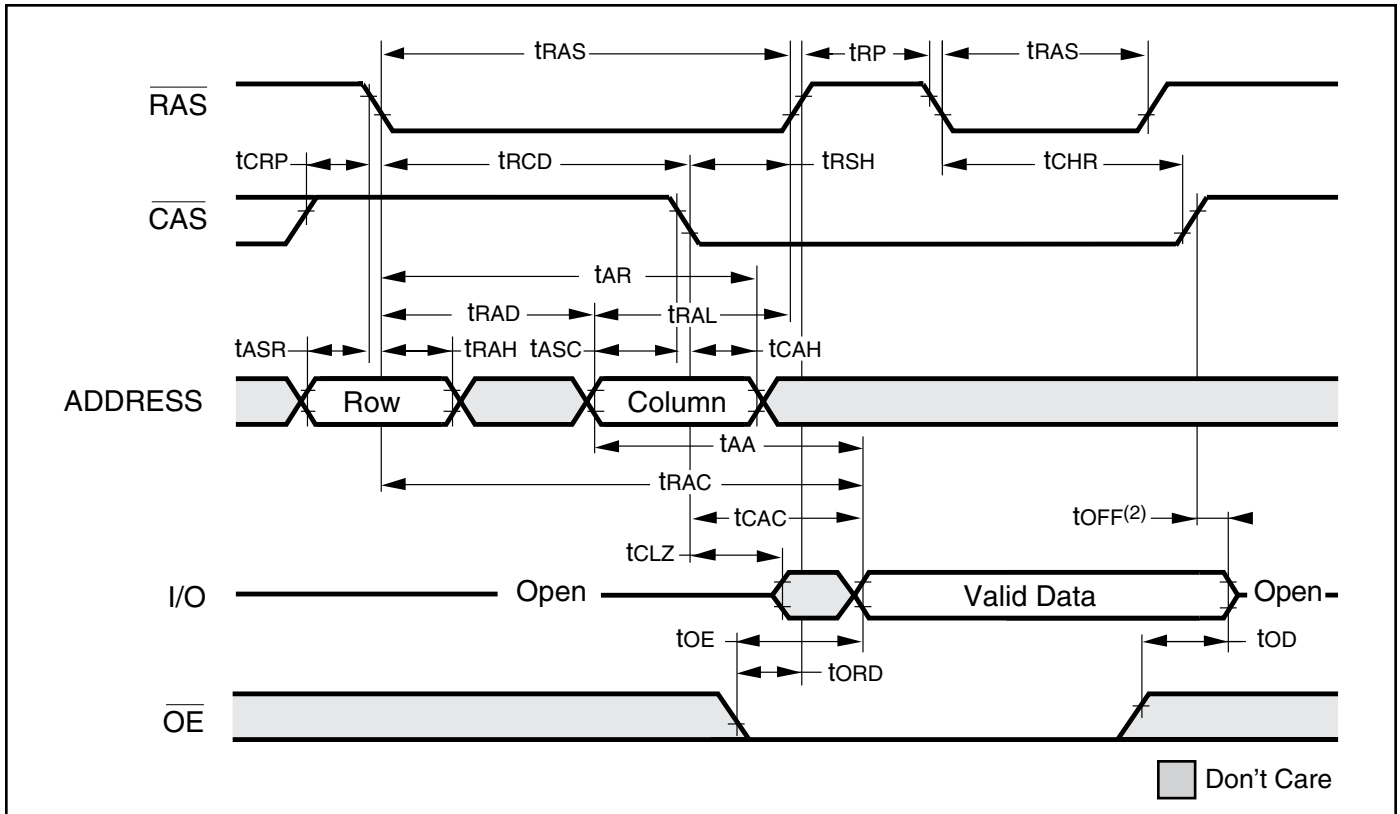 tRAS tRP tRAS
RAS
tCRP tRCD tRSH tCHR
CAS
tAR
tRAD tRAL
tASR tRAH tASC tCAH
ADDRESS Row Column
tAA
tRAC
tCAC tOFF(2)
tCLZ
I/O Open Valid Data Open
tOE tOD
tORD
OE
Don't Care